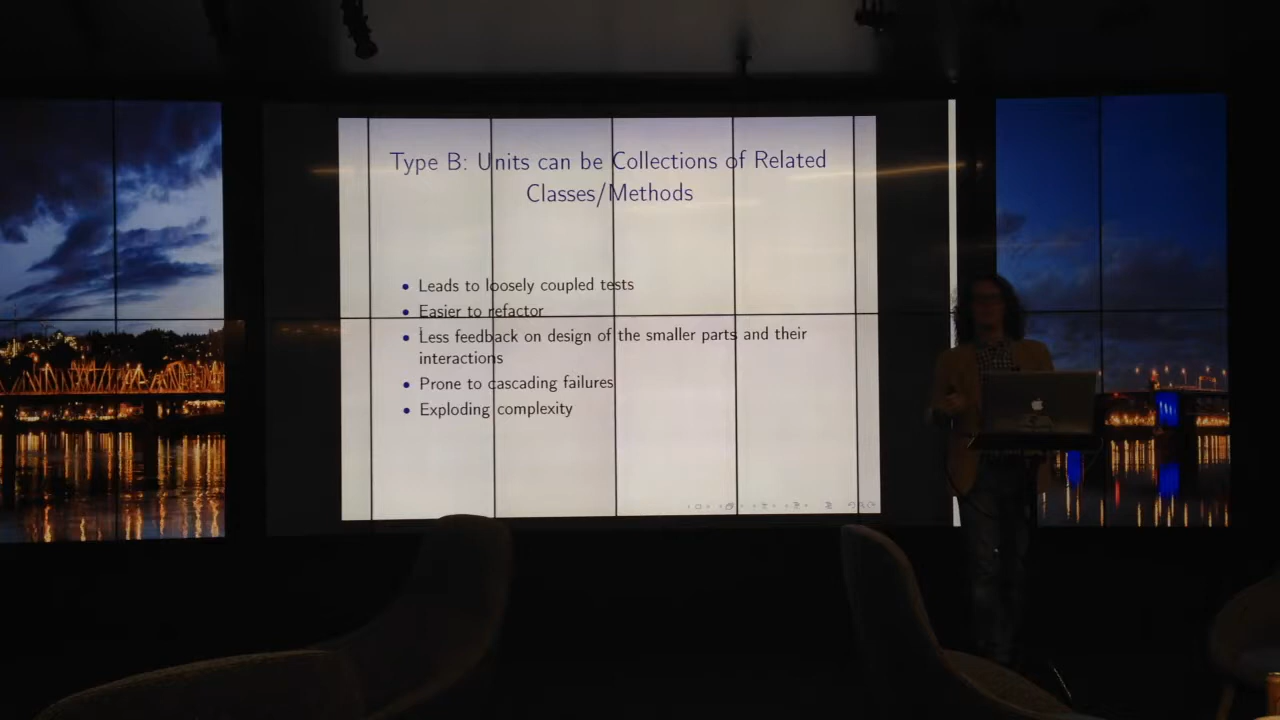 Type B: Units can be Collections of Related
Classes/Methods
• Leads to loosely coupled tests
• Easier to refactor
• Less feedback on design of the smaller parts and their
interactions
• Prone to cascading failures
• Exploding complexity